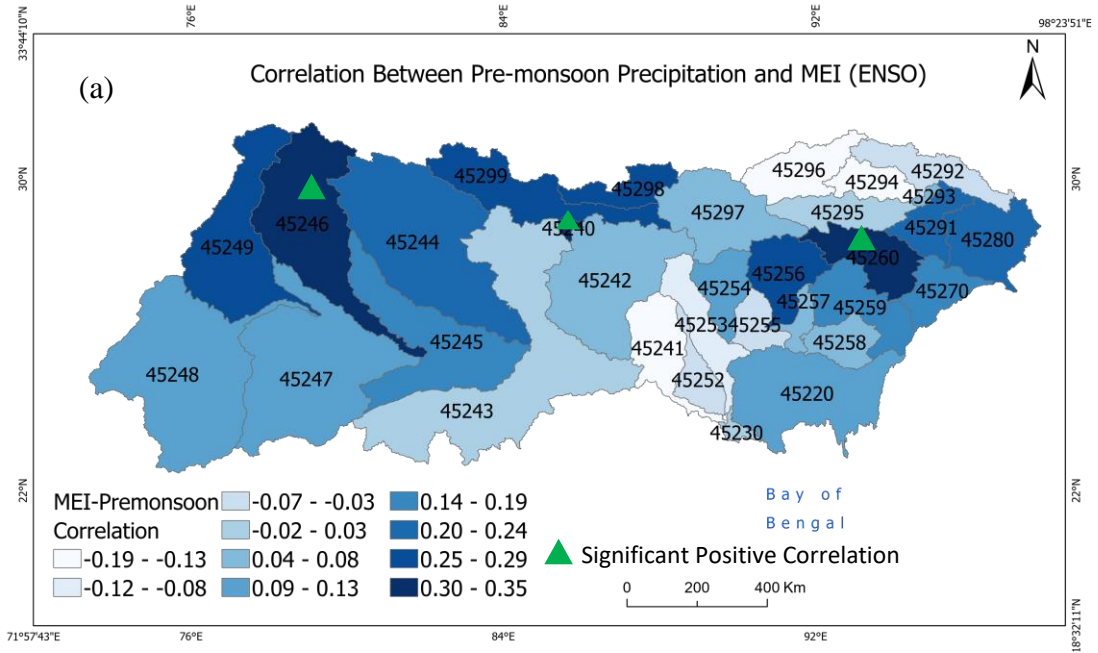 76°E 84°E 92°E 98°23'51"E
33°44'10"N
(a)
Correlation Between Pre-monsoon Precipitation and MEI (ENSO)
N
30°N 30°N
45299 45298 45296 45294 45292
45293
45246 45297 45295
45249 45244 45240 45291 45280
45260
45242 45256
45254 45270
45257 45259
45253 45255
45245 45241 45258
45248 45247 45252
45220
45243
45230
22°N 22°N
MEI-Premonsoon
Correlation
-0.19 - -0.13
-0.12 - -0.08
-0.07 - -0.03
-0.02 - 0.03
0.04 - 0.08
0.09 - 0.13
0.14 - 0.19
0.20 - 0.24
0.25 - 0.29
0.30 - 0.35
Bay of
Bengal
Significant Positive Correlation
0 200 400 Km
18°32'11"N
71°57'43"E 76°E 84°E 92°E